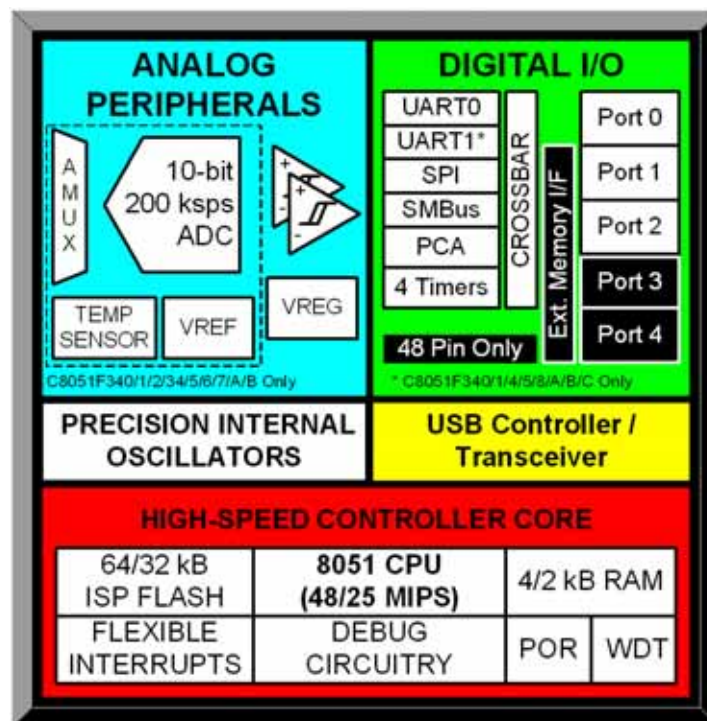 ANALOG
PERIPHERALS
AMUX
10-bit
200 ksps
ADC
+
-
+
-
TEMP
SENSOR
VREF
VREG
C8051F340/1/2/34/5/6/7/A/B Only
DIGITAL I/O
UART0
UART1*
SPI
SMBus
PCA
4 Timers
CROSSBAR
Ext. Memory I/F
Port 0
Port 1
Port 2
Port 3
Port 4
48 Pin Only
* C8051F340/1/4/5/8/A/B/C Only
PRECISION INTERNAL
OSCILLATORS
USB Controller /
Transceiver
HIGH-SPEED CONTROLLER CORE
64/32 kB
ISP FLASH
8051 CPU
(48/25 MIPS)
4/2 kB RAM
FLEXIBLE
INTERRUPTS
DEBUG
CIRCUITRY
POR
WDT